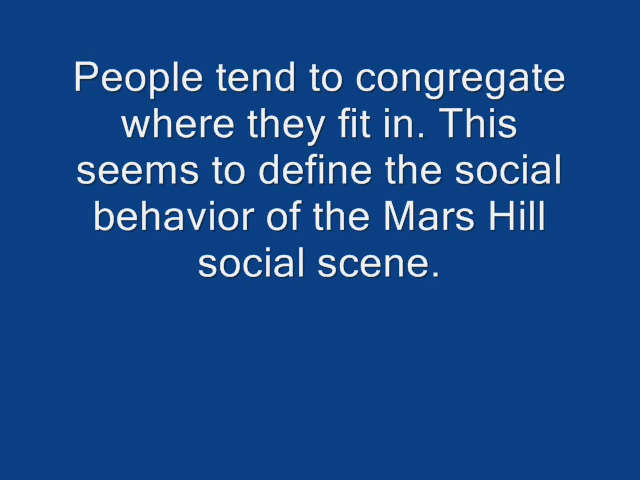 People tend to congregate
where they fit in. This
seems to define the social
behavior of the Mars Hill
social scene.